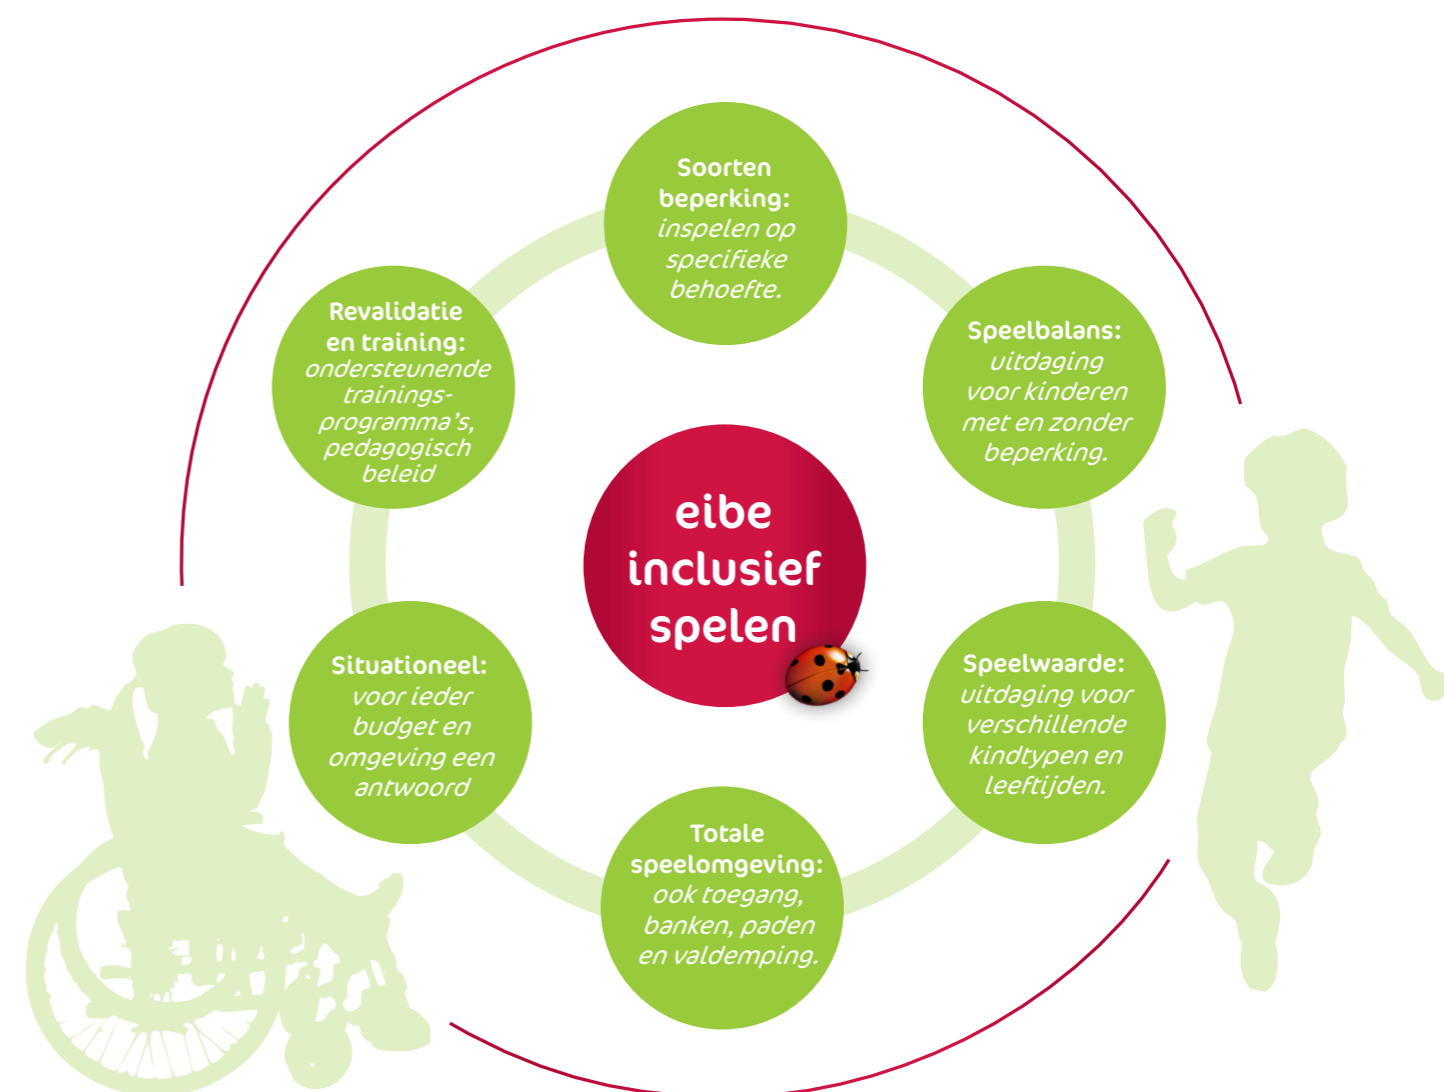 Soorten
beperking:
inspelen op
specifieke
behoefte.
Speelbalans:
uitdaging
voor kinderen
met en zonder
beperking.
Speelwaarde:
uitdaging voor
verschillende
kindtypen en
leeftijden.
Totale
speelomgeving:
ook toegang,
banken, paden
en valdemping.
Situationeel:
voor ieder
budget en
omgeving een
antwoord
Revalidatie
en training:
ondersteunende
trainings-
programma's,
pedagogisch
beleid
eibe
inclusief
spelen